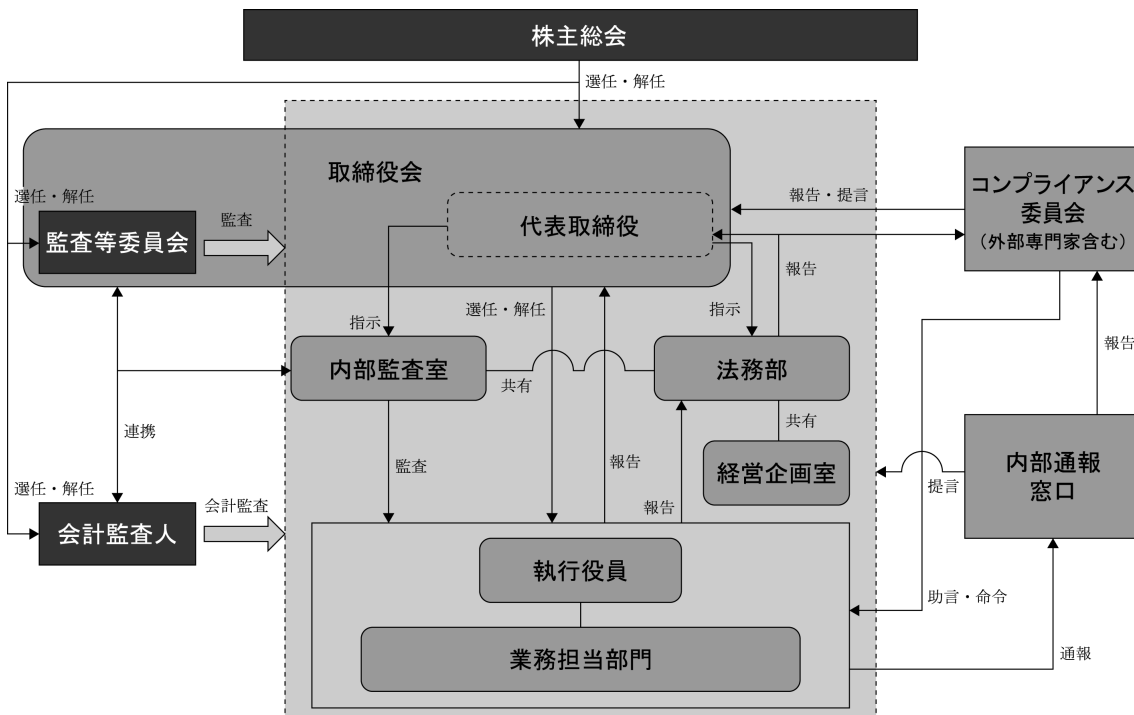 株主総会
選任・解任
取締役会
代表取締役
選任・解任
監査等委員会
監査
報告・提言
コンプライアンス
委員会
（外部専門家含む）
報告
指示
選任・解任
指示
内部監査室
共有
法務部
報告
連携
共有
監査
報告
報告
経営企画室
提言
内部通報
窓口
選任・解任
会計監査人
会計監査
執行役員
助言・命令
業務担当部門
通報